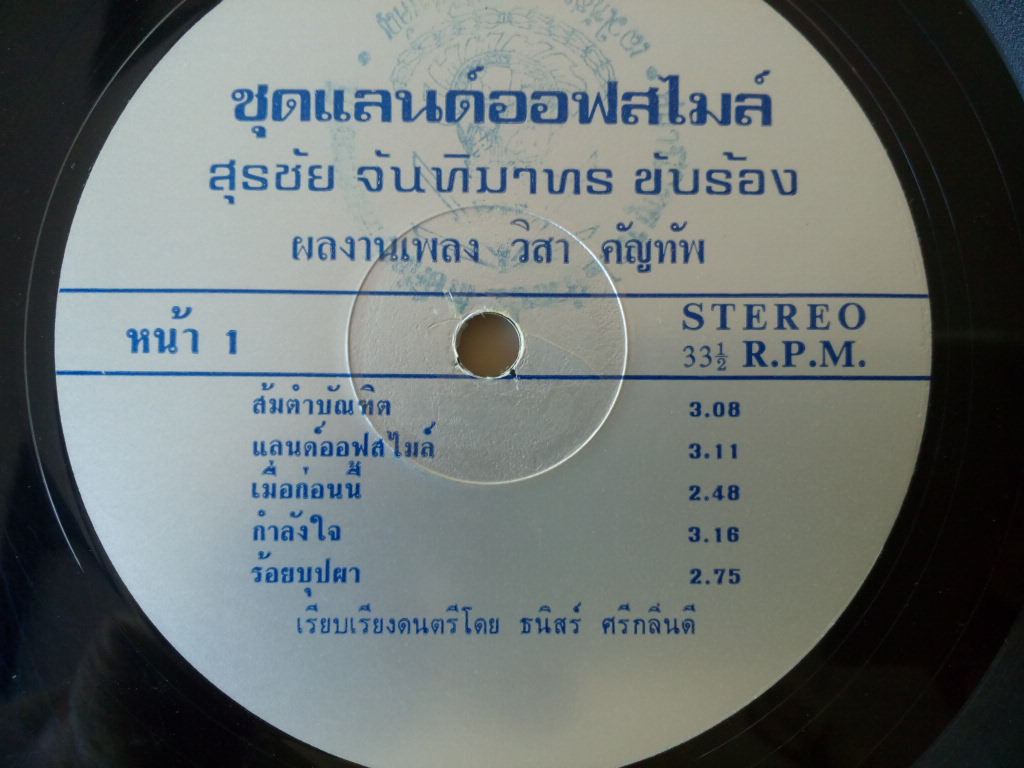 ชุดแลนด์ออฟสไมล์
สุรชัย จันทิมาทร ขับร้อง
ผลงานเพลง วิสา คัญทัพ
หน้า 1
STEREO
33½ R.P.M.
ส้มตำบัณฑิต 3.08
แลนด์ออฟสไมล์ 3.11
เมื่อก่อนนี้ 2.48
กำลังใจ 3.16
ร้อยบุปผา 2.75
เรียบเรียงดนตรีโดย ธนิสร์ ศรีกลิ่นดี